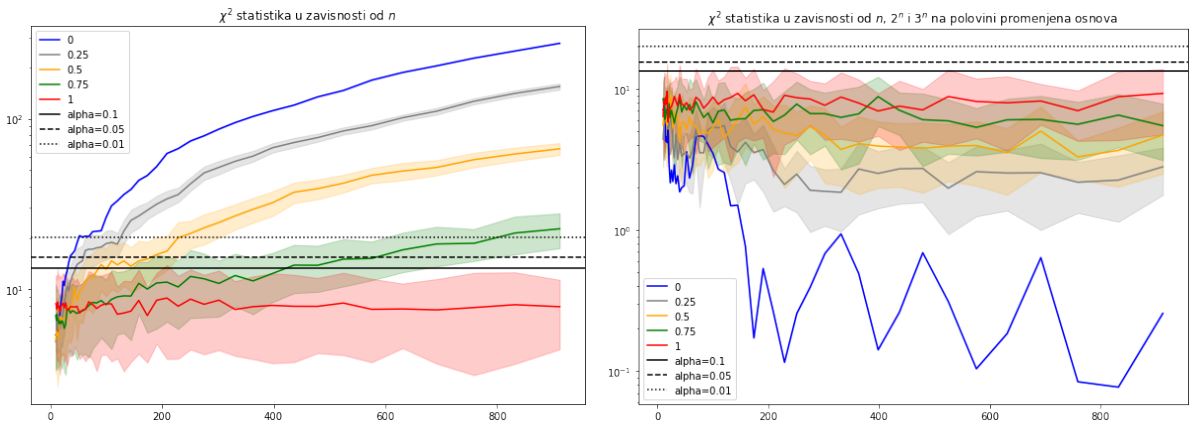 χ² statistika u zavisnosti od n
0
0.25
0.5
0.75
1
alpha=0.1
alpha=0.05
alpha=0.01
10²
10¹
0 200 400 600 800
χ² statistika u zavisnosti od n, 2ⁿ i 3ⁿ na polovini promenjena osnova
10¹
10⁰
10⁻¹
0
0.25
0.5
0.75
1
alpha=0.1
alpha=0.05
alpha=0.01
0 200 400 600 800